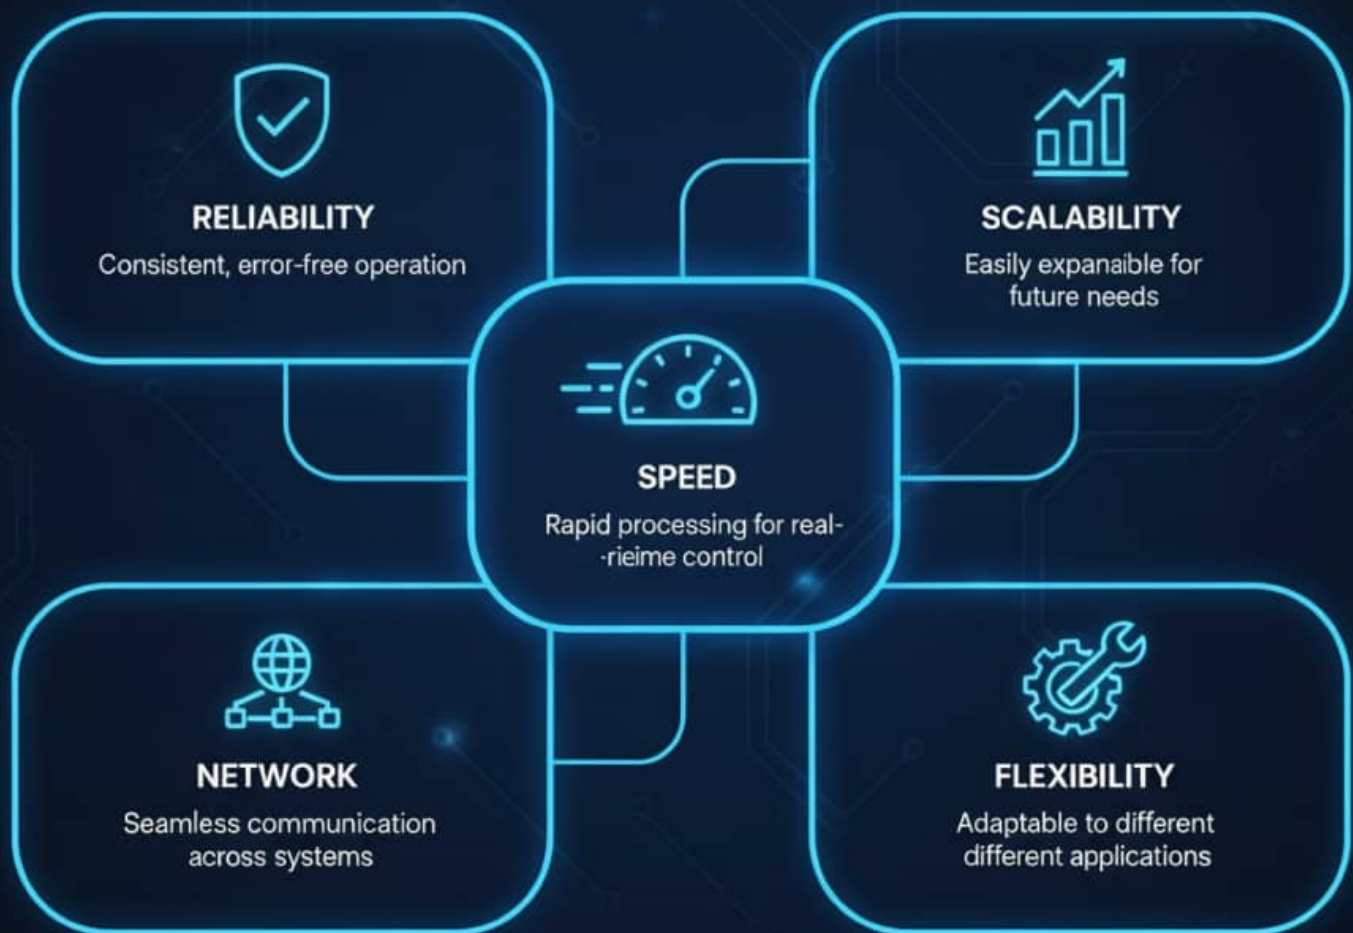 RELIABILITY
Consistent, error-free operation
SCALABILITY
Easily expanaible for
future needs
SPEED
Rapid processing for real-
-rieime control
NETWORK
Seamless communication
across systems
FLEXIBILITY
Adaptable to different
different applications